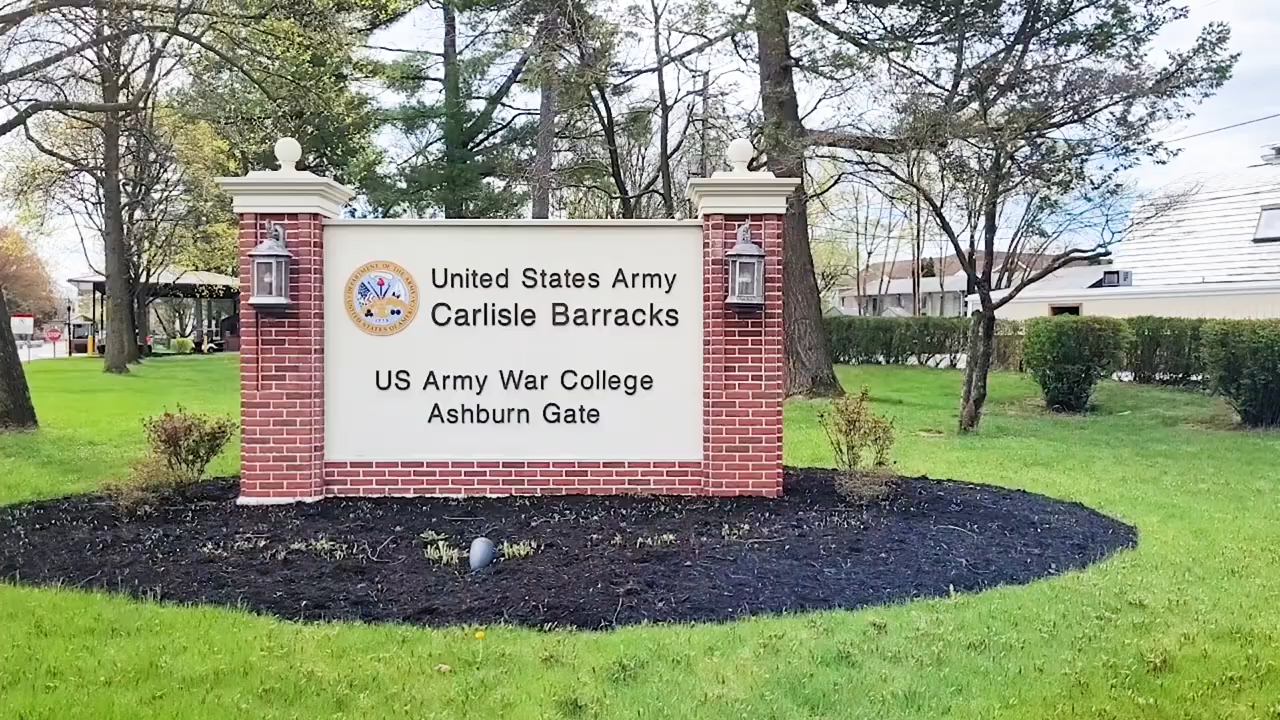 United States Army
Carlisle Barracks
US Army War College
Ashburn Gate